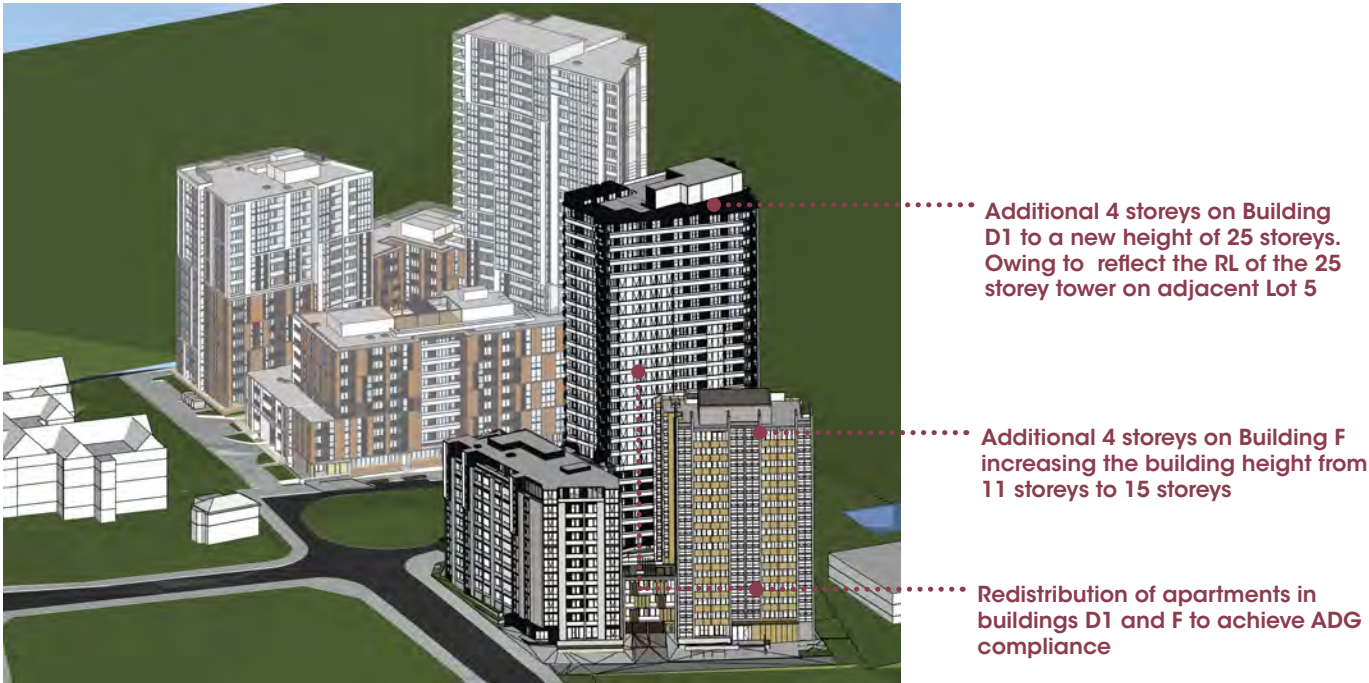 Additional 4 storeys on Building
D1 to a new height of 25 storeys.
Owing to reflect the RL of the 25
storey tower on adjacent Lot 5
Additional 4 storeys on Building F
increasing the building height from
11 storeys to 15 storeys
Redistribution of apartments in
buildings D1 and F to achieve ADG
compliance